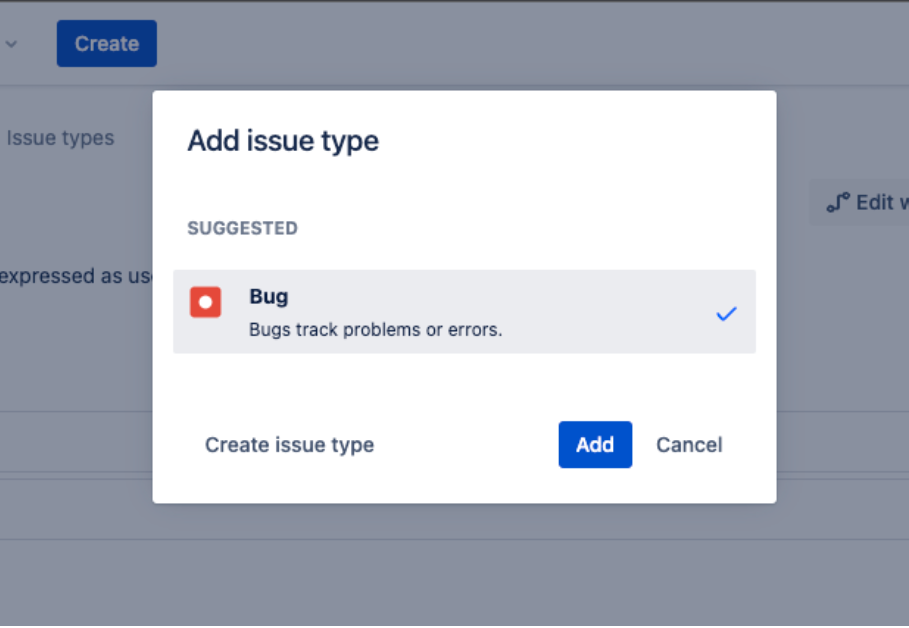 Create
Issue types
Add issue type
Edit
SUGGESTED
expressed as
Bug
Bugs track problems or errors.
Create issue type
Add
Cancel